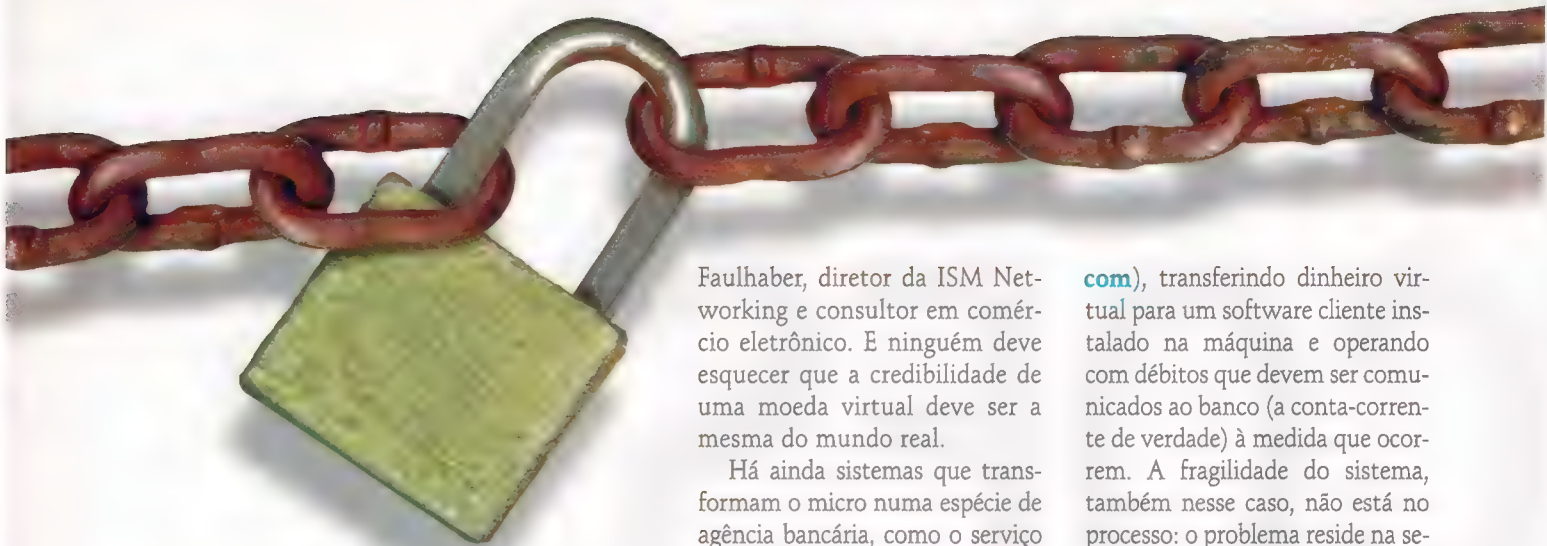 Faulhaber, diretor da ISM Net-
working e consultor em comér-
cio eletrônico. E ninguém deve
esquecer que a credibilidade de
uma moeda virtual deve ser a
mesma do mundo real.
Há ainda sistemas que trans-
formam o micro numa espécie de
agência bancária, como o serviço
com), transferindo dinheiro vir-
tual para um software cliente ins-
talado na máquina e operando
com débitos que devem ser comu-
nicados ao banco (a conta-corren-
te de verdade) à medida que ocor-
rem. A fragilidade do sistema,
também nesse caso, não está no
processo: o problema reside na se-